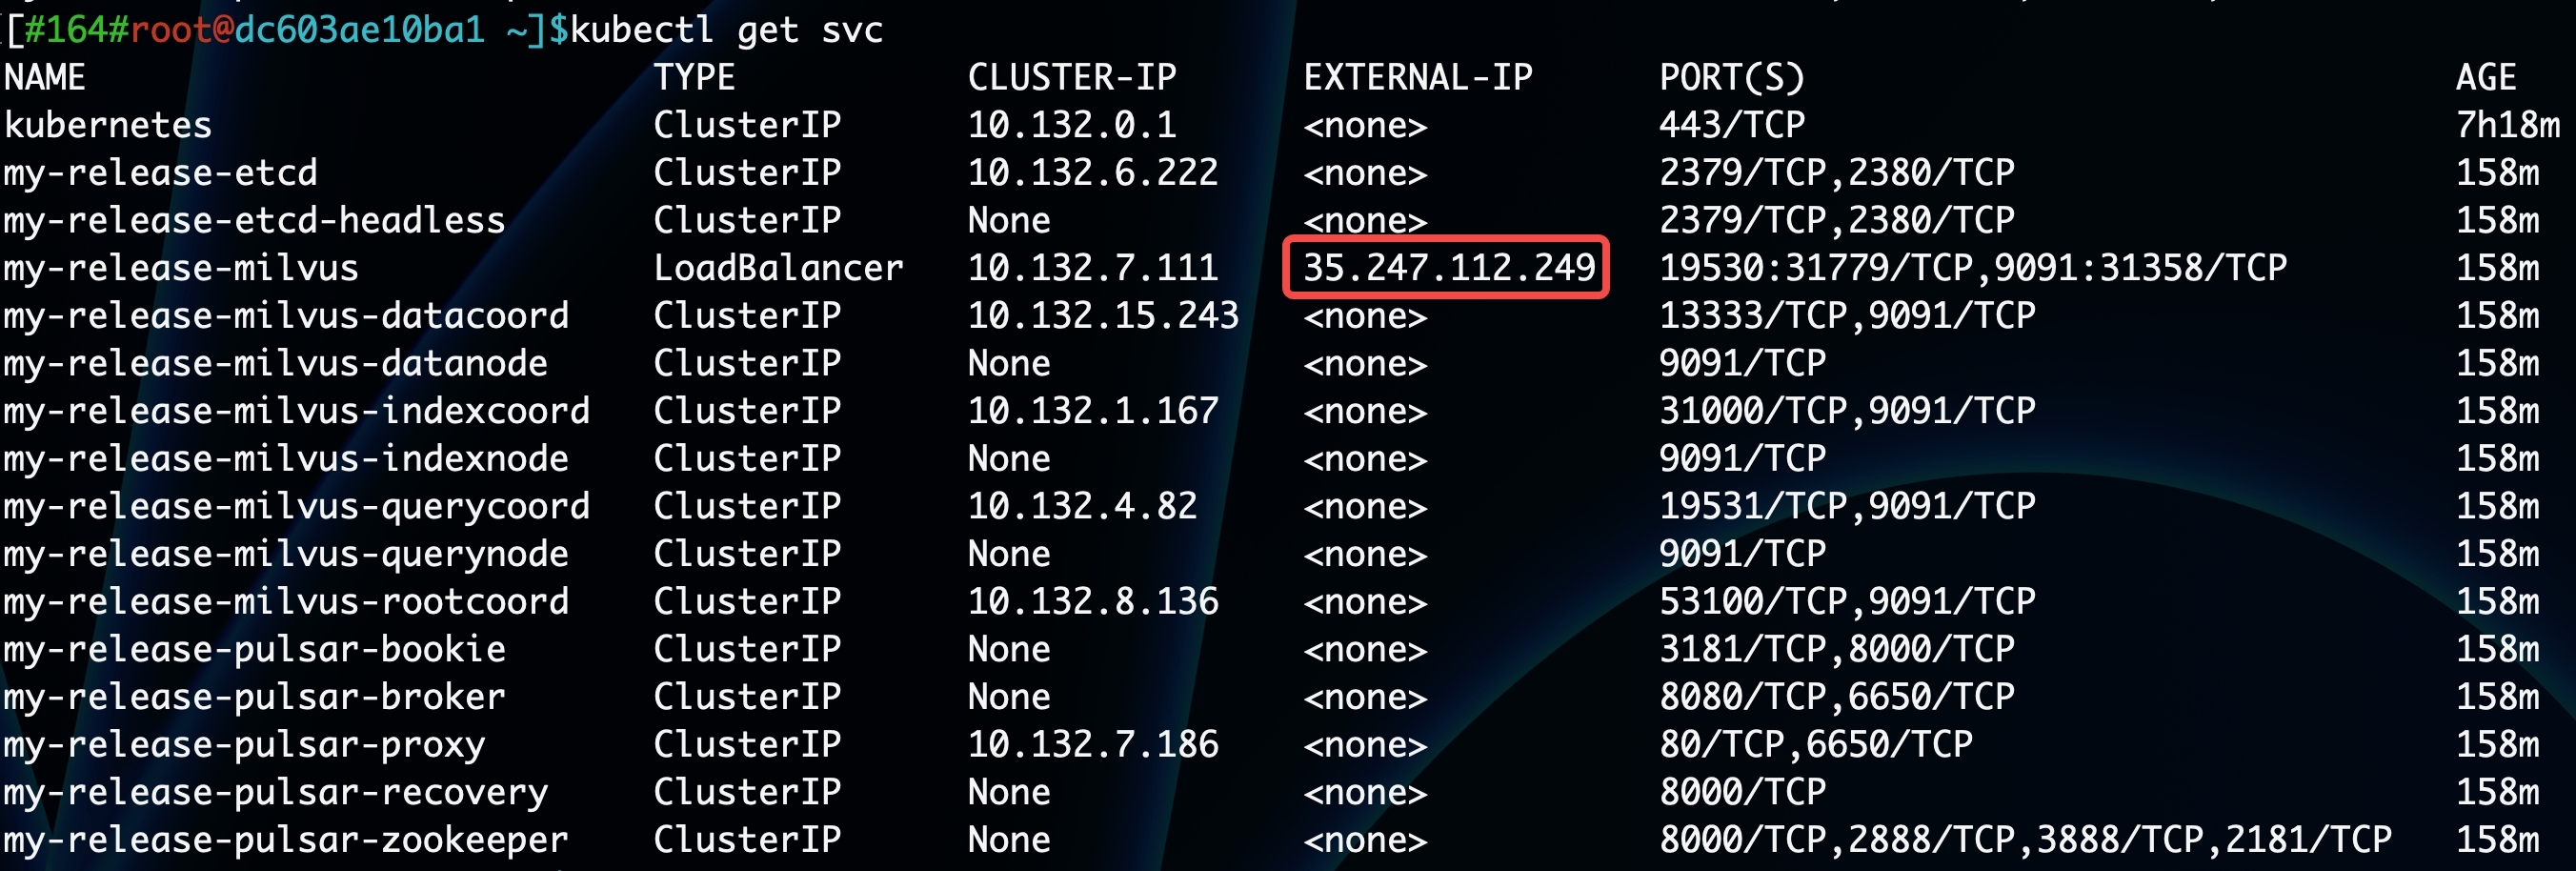 [#164#root@dc603ae10ba1 ~]$kubectl get svc
NAME TYPE CLUSTER-IP EXTERNAL-IP PORT(S) AGE
kubernetes ClusterIP 10.132.0.1 <none> 443/TCP 7h18m
my-release-etcd ClusterIP 10.132.6.222 <none> 2379/TCP,2380/TCP 158m
my-release-etcd-headless ClusterIP None <none> 2379/TCP,2380/TCP 158m
my-release-milvus LoadBalancer 10.132.7.111 35.247.112.249 19530:31779/TCP,9091:31358/TCP 158m
my-release-milvus-datacoord ClusterIP 10.132.15.243 <none> 13333/TCP,9091/TCP 158m
my-release-milvus-datanode ClusterIP None <none> 9091/TCP 158m
my-release-milvus-indexcoord ClusterIP 10.132.1.167 <none> 31000/TCP,9091/TCP 158m
my-release-milvus-indexnode ClusterIP None <none> 9091/TCP 158m
my-release-milvus-querycoord ClusterIP 10.132.4.82 <none> 19531/TCP,9091/TCP 158m
my-release-milvus-querynode ClusterIP None <none> 9091/TCP 158m
my-release-milvus-rootcoord ClusterIP 10.132.8.136 <none> 53100/TCP,9091/TCP 158m
my-release-pulsar-bookie ClusterIP None <none> 3181/TCP,8000/TCP 158m
my-release-pulsar-broker ClusterIP None <none> 8080/TCP,6650/TCP 158m
my-release-pulsar-proxy ClusterIP 10.132.7.186 <none> 80/TCP,6650/TCP 158m
my-release-pulsar-recovery ClusterIP None <none> 8000/TCP 158m
my-release-pulsar-zookeeper ClusterIP None <none> 8000/TCP,2888/TCP,3888/TCP,2181/TCP 158m